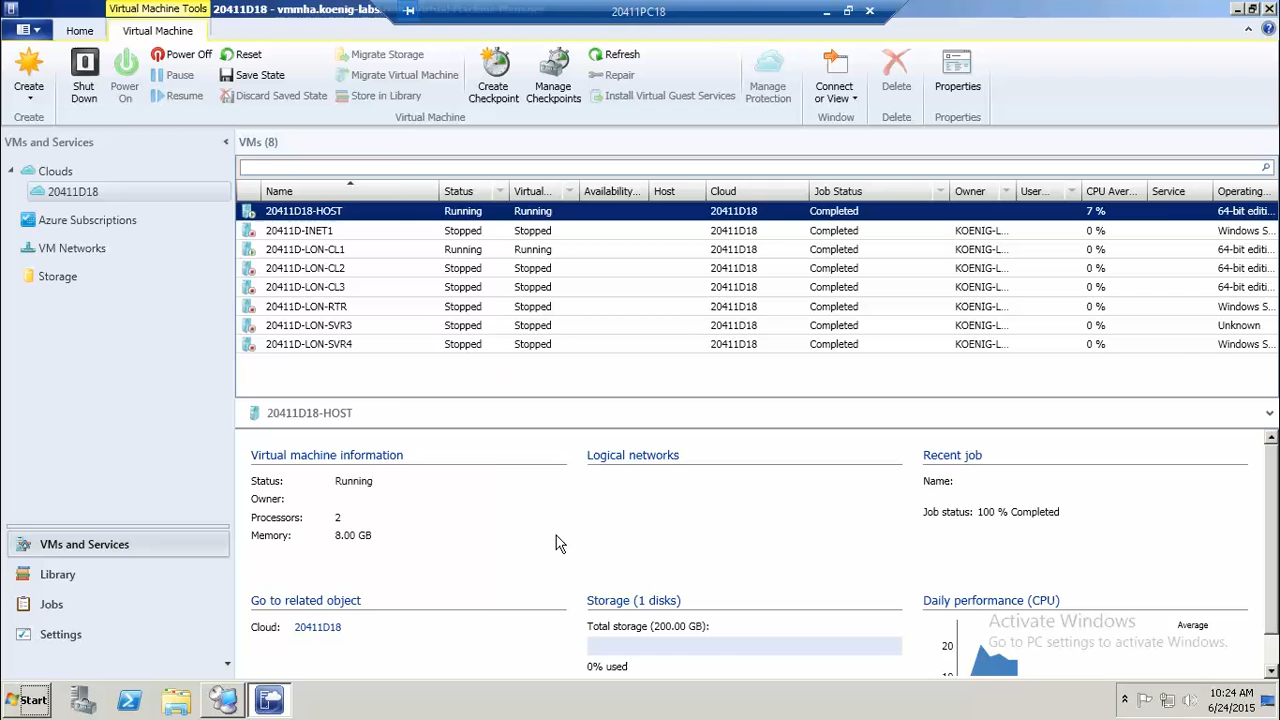 Virtual Machine Tools 20411D18 - vmmha.koenig-labs.
20411PC18
Home Virtual Machine
Power Off Reset Migrate Storage Refresh
Save State Migrate Virtual Machine Repair
Pause
Resume Discard Saved State Store in Library Install Virtual Guest Services
Create Shut Down Power On Create Checkpoint Manage Checkpoints Manage Protection Connect or View Delete Properties
Create Virtual Machine Window Delete Properties
VMs and Services VMs (8)
Clouds
20411D18
Azure Subscriptions
VM Networks
Storage
Name Status Virtual... Availability... Host Cloud Job Status Owner User... CPU Aver... Service Operating...
20411D18-HOST Running Running 20411D18 Completed 7 % 64-bit editi...
20411D-INET1 Stopped Stopped 20411D18 Completed KOENIG-L... 0 % Windows S...
20411D-LON-CL1 Running Running 20411D18 Completed KOENIG-L... 0 % 64-bit editi...
20411D-LON-CL2 Stopped Stopped 20411D18 Completed KOENIG-L... 0 % 64-bit editi...
20411D-LON-CL3 Stopped Stopped 20411D18 Completed KOENIG-L... 0 % 64-bit editi...
20411D-LON-RTR Stopped Stopped 20411D18 Completed KOENIG-L... 0 % Windows S...
20411D-LON-SVR3 Stopped Stopped 20411D18 Completed KOENIG-L... 0 % Unknown
20411D-LON-SVR4 Stopped Stopped 20411D18 Completed KOENIG-L... 0 % Windows S...
20411D18-HOST
Virtual machine information Logical networks Recent job
Status: Running Name:
Owner:
Job status: 100 % Completed
Processors: 2
Memory: 8.00 GB
VMs and Services
Library
Jobs
Settings
Go to related object Storage (1 disks) Daily performance (CPU)
Cloud: 20411D18 Total storage (200.00 GB): Average
20
0% used
Activate Windows
Go to PC settings to activate Windows.
Start
10:24 AM
6/24/2015